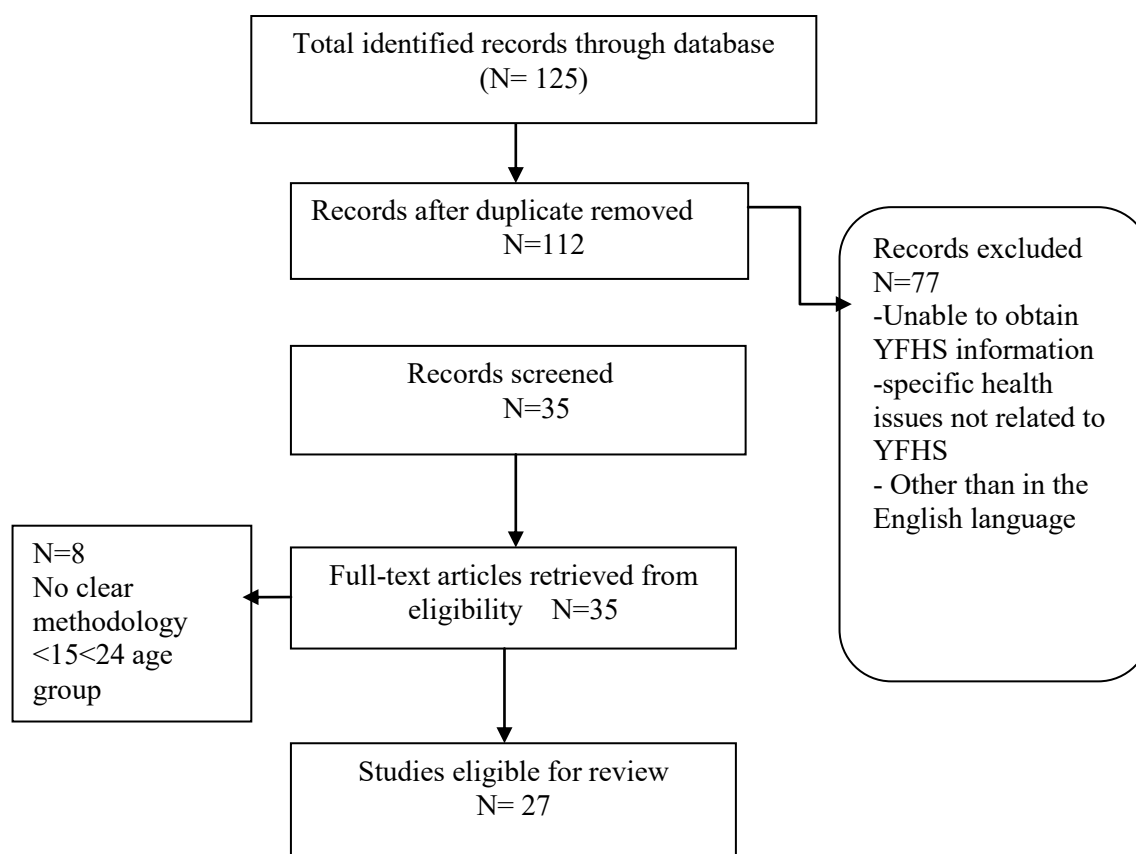 Total identified records through database
(N= 125)
Records after duplicate removed
N=112
Records excluded
N=77
-Unable to obtain
YFHS information
-specific health
issues not related to
YFHS
- Other than in the
English language
Records screened
N=35
Full-text articles retrieved from
eligibility N=35
N=8
No clear
methodology
<15<24 age
group
Studies eligible for review
N= 27